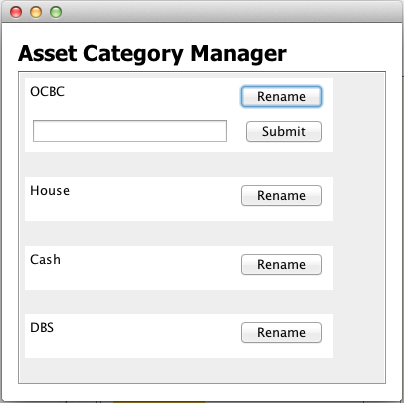 Asset Category Manager
OCBC
Rename
Submit
House
Rename
Cash
Rename
DBS
Rename